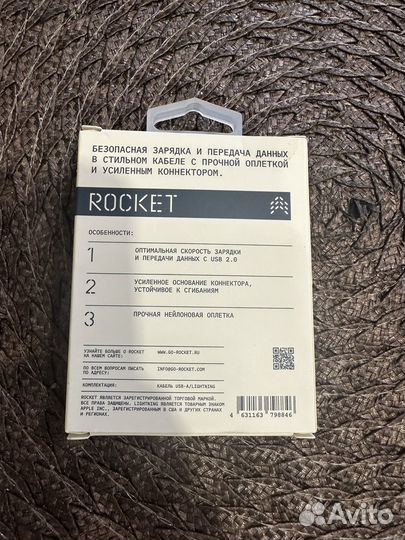 БЕЗОПАСНАЯ ЗАРЯДКА И ПЕРЕДАЧА ДАННЫХ
В СТИЛЬНОМ КАБЕЛЕ С ПРОЧНОЙ ОПЛЕТКОЙ
И УСИЛЕННЫМ КОННЕКТОРОМ.
ROCKET
ОСОБЕННОСТИ:
1 ОПТИМАЛЬНАЯ СКОРОСТЬ ЗАРЯДКИ
И ПЕРЕДАЧИ ДАННЫХ С USB 2.0
2 УСИЛЕННОЕ ОСНОВАНИЕ КОННЕКТОРА,
УСТОЙЧИВОЕ К СГИБАНИЯМ
3 ПРОЧНАЯ НЕЙЛОНОВАЯ ОПЛЕТКА
УЗНАЙТЕ БОЛЬШЕ О ROCKET
НА НАШЕМ САЙТЕ: WWW.GO-ROCKET.RU
ПО ВСЕМ ВОПРОСАМ ПИСАТЬ
ПО АДРЕСУ: INFO@GO-ROCKET.COM
КОМПЛЕКТАЦИЯ: КАБЕЛЬ USB-A/LIGHTNING
ROCKET ЯВЛЯЕТСЯ ЗАРЕГИСТРИРОВАННОЙ ТОРГОВОЙ МАРКОЙ.
ВСЕ ПРАВА ЗАЩИЩЕНЫ. LIGHTNING ЯВЛЯЕТСЯ ТОВАРНЫМ ЗНАКОМ
APPLE INC., ЗАРЕГИСТРИРОВАННЫМ В США И ДРУГИХ СТРАНАХ
И РЕГИОНАХ.
4 631163 798846
Avito